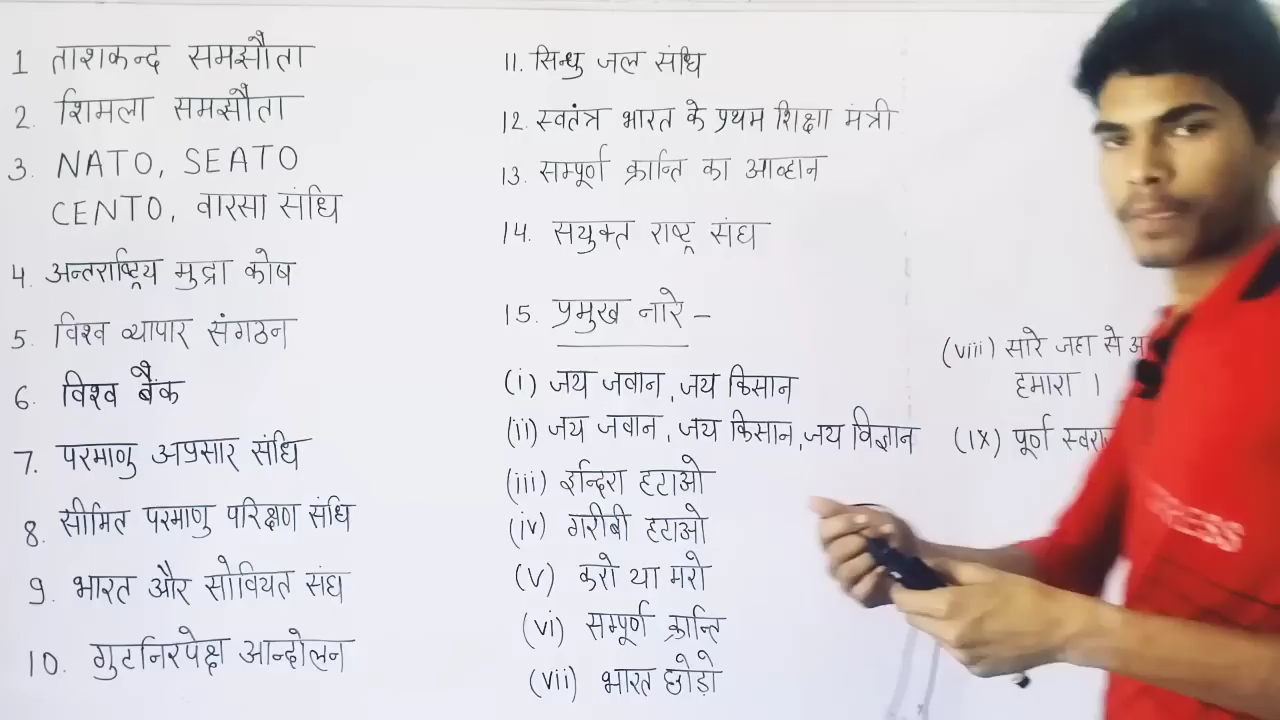 1 ताशकन्द समझौता
2. शिमला समझौता
3. NATO, SEATO
CENTO, वारसा संधि
4. अन्तराष्ट्रिय मुद्रा कोष
5. विश्व व्यापार संगठन
6. विश्व बैंक
7. परमाणु अप्रसार संधि
8. सीमित परमाणु परिक्षण संधि
9. भारत और सोवियत संघ
10. गुटनिरपेक्ष आन्दोलन
11. सिन्धु जल संधि
12. स्वतंत्र भारत के प्रथम शिक्षा मंत्री
13. सम्पूर्ण क्रान्ति का आव्हान
14. सयुक्त राष्ट्र संघ
15. प्रमुख नारे –
(i) जय जवान, जय किसान
(ii) जय जवान, जय किसान, जय विज्ञान
(iii) इन्दिरा हटाओ
(iv) गरीबी हटाओ
(v) करो या मरो
(vi) सम्पूर्ण क्रान्ति
(vii) भारत छोड़ो
(viii) सारे जहा से
हमारा ।
(ix) पूर्ण